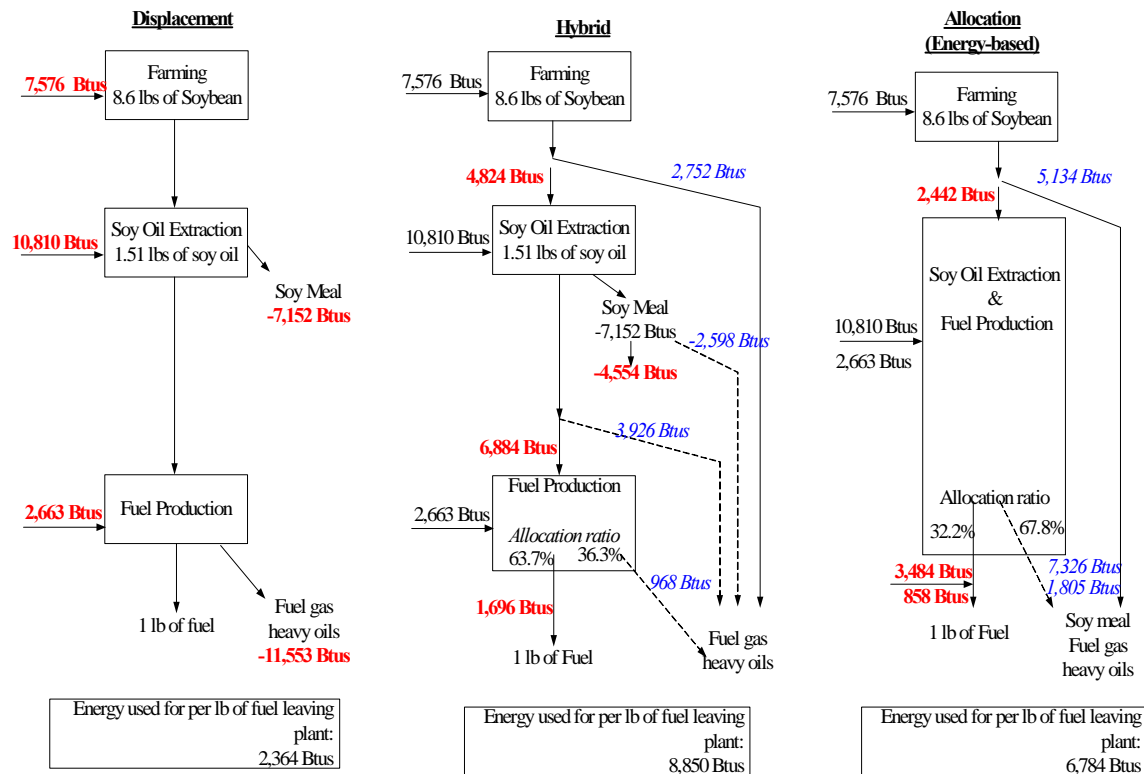 Displacement
7,576 Btus
Farming
8.6 lbs of Soybean
10,810 Btus
Soy Oil Extraction
1.51 lbs of soy oil
Soy Meal
-7,152 Btus
2,663 Btus
Fuel Production
1 lb of fuel
Fuel gas
heavy oils
-11,553 Btus
Energy used for per lb of fuel leaving
plant:
2,364 Btus
Hybrid
7,576 Btus
Farming
8.6 lbs of Soybean
2,752 Btus
4,824 Btus
10,810 Btus
Soy Oil Extraction
1.51 lbs of soy oil
Soy Meal
-7,152 Btus
-2,598 Btus
-4,554 Btus
3,926 Btus
6,884 Btus
Fuel Production
2,663 Btus
Allocation ratio
63.7%
36.3%
968 Btus
1,696 Btus
1 lb of Fuel
Fuel gas
heavy oils
Energy used for per lb of fuel leaving
plant:
8,850 Btus
Allocation
(Energy-based)
7,576 Btus
Farming
8.6 lbs of Soybean
5,134 Btus
2,442 Btus
Soy Oil Extraction
&
Fuel Production
10,810 Btus
2,663 Btus
Allocation ratio
32.2%
67.8%
3,484 Btus
858 Btus
7,326 Btus
1,805 Btus
1 lb of Fuel
Soy meal
Fuel gas
heavy oils
Energy used for per lb of fuel leaving
plant:
6,784 Btus